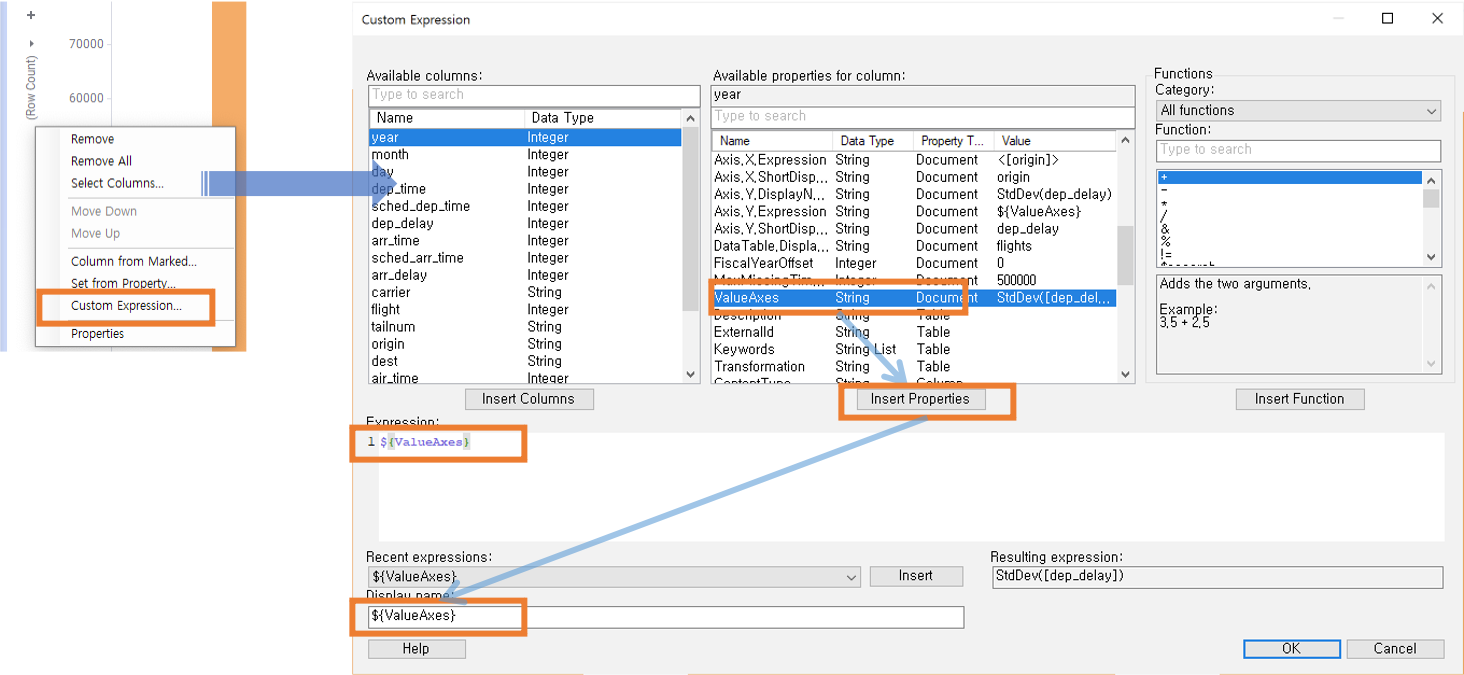 +
70000
60000
(Row Count)
Remove
Remove All
Select Columns...
Move Down
Move Up
Column from Marked...
Set from Property...
Custom Expression...
Properties
Custom Expression
Available columns:
Type to search
Name Data Type
year Integer
month Integer
day Integer
dep_time Integer
sched_dep_time Integer
dep_delay Integer
arr_time Integer
sched_arr_time Integer
arr_delay Integer
carrier String
flight Integer
tailnum String
origin String
dest String
air_time Integer
Insert Columns
Available properties for column:
year
Type to search
Name Data Type Property T... Value
Axis.X.Expression String Document <[origin]>
Axis.X.ShortDisp... String Document origin
Axis.Y.DisplayN... String Document StdDev(dep_delay)
Axis.Y.Expression String Document ${ValueAxes}
Axis.Y.ShortDisp... String Document dep_delay
DataTable.Displa... String Document flights
FiscalYearOffset Integer Document 0
MaxMissingTim... Integer Document 500000
ValueAxes String Document StdDev([dep_del...
Description String Table
ExternalId String Table
Keywords String List Table
Transformation String Table
ContentType String Column
Insert Properties
Functions
Category:
All functions
Function:
Type to search
+
-
*
/
&
%
!=
Adds the two arguments.
Example:
3.5 + 2.5
Insert Function
Expression:
1 ${ValueAxes}
Recent expressions:
${ValueAxes}
Insert
Resulting expression:
StdDev([dep_delay])
Display name:
${ValueAxes}
Help
OK
Cancel